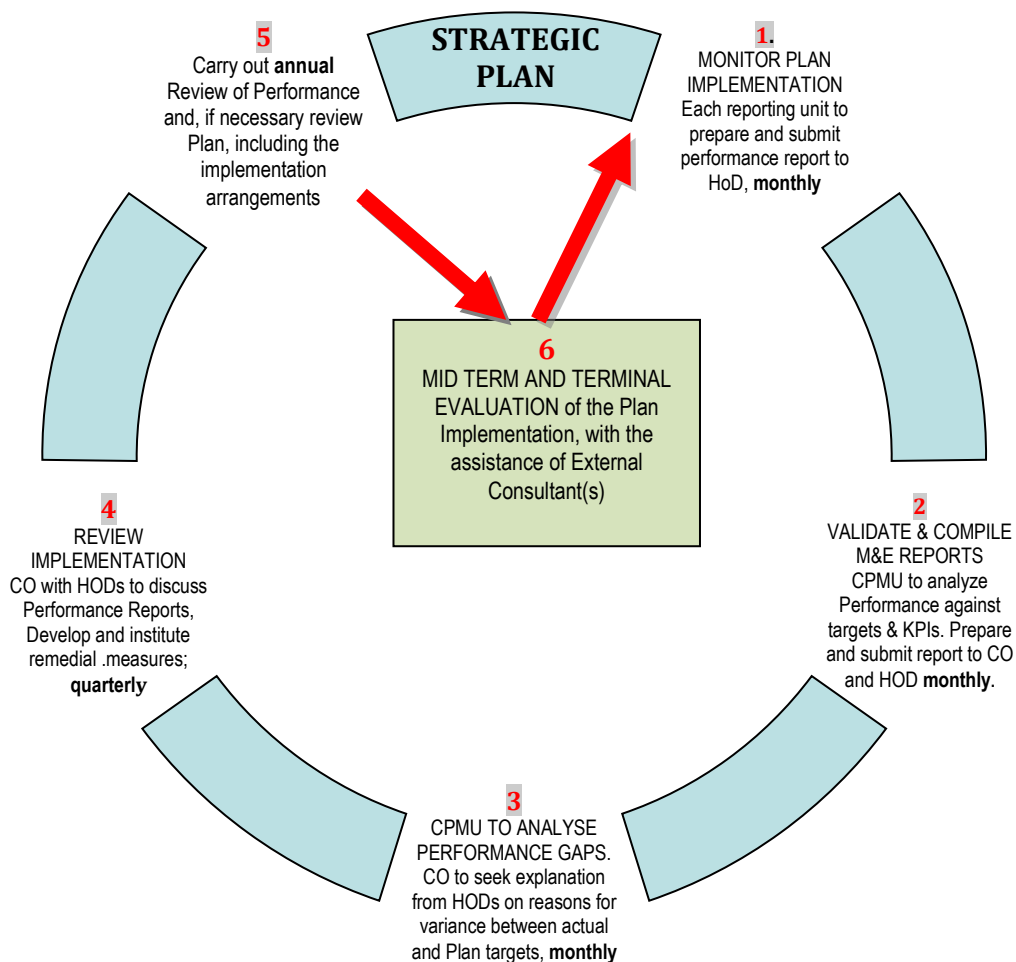 STRATEGIC
PLAN
1.
MONITOR PLAN
IMPLEMENTATION
Each reporting unit to
prepare and submit
performance report to
HoD, monthly
2
VALIDATE & COMPILE
M&E REPORTS
CPMU to analyze
Performance against
targets & KPIs. Prepare
and submit report to CO
and HOD monthly.
3
CPMU TO ANALYSE
PERFORMANCE GAPS.
CO to seek explanation
from HODs on reasons for
variance between actual
and Plan targets, monthly
4
REVIEW
IMPLEMENTATION
CO with HODs to discuss
Performance Reports,
Develop and institute
remedial .measures;
quarterly
5
Carry out annual
Review of Performance
and, if necessary review
Plan, including the
implementation
arrangements
6
MID TERM AND TERMINAL
EVALUATION of the Plan
Implementation, with the
assistance of External
Consultant(s)